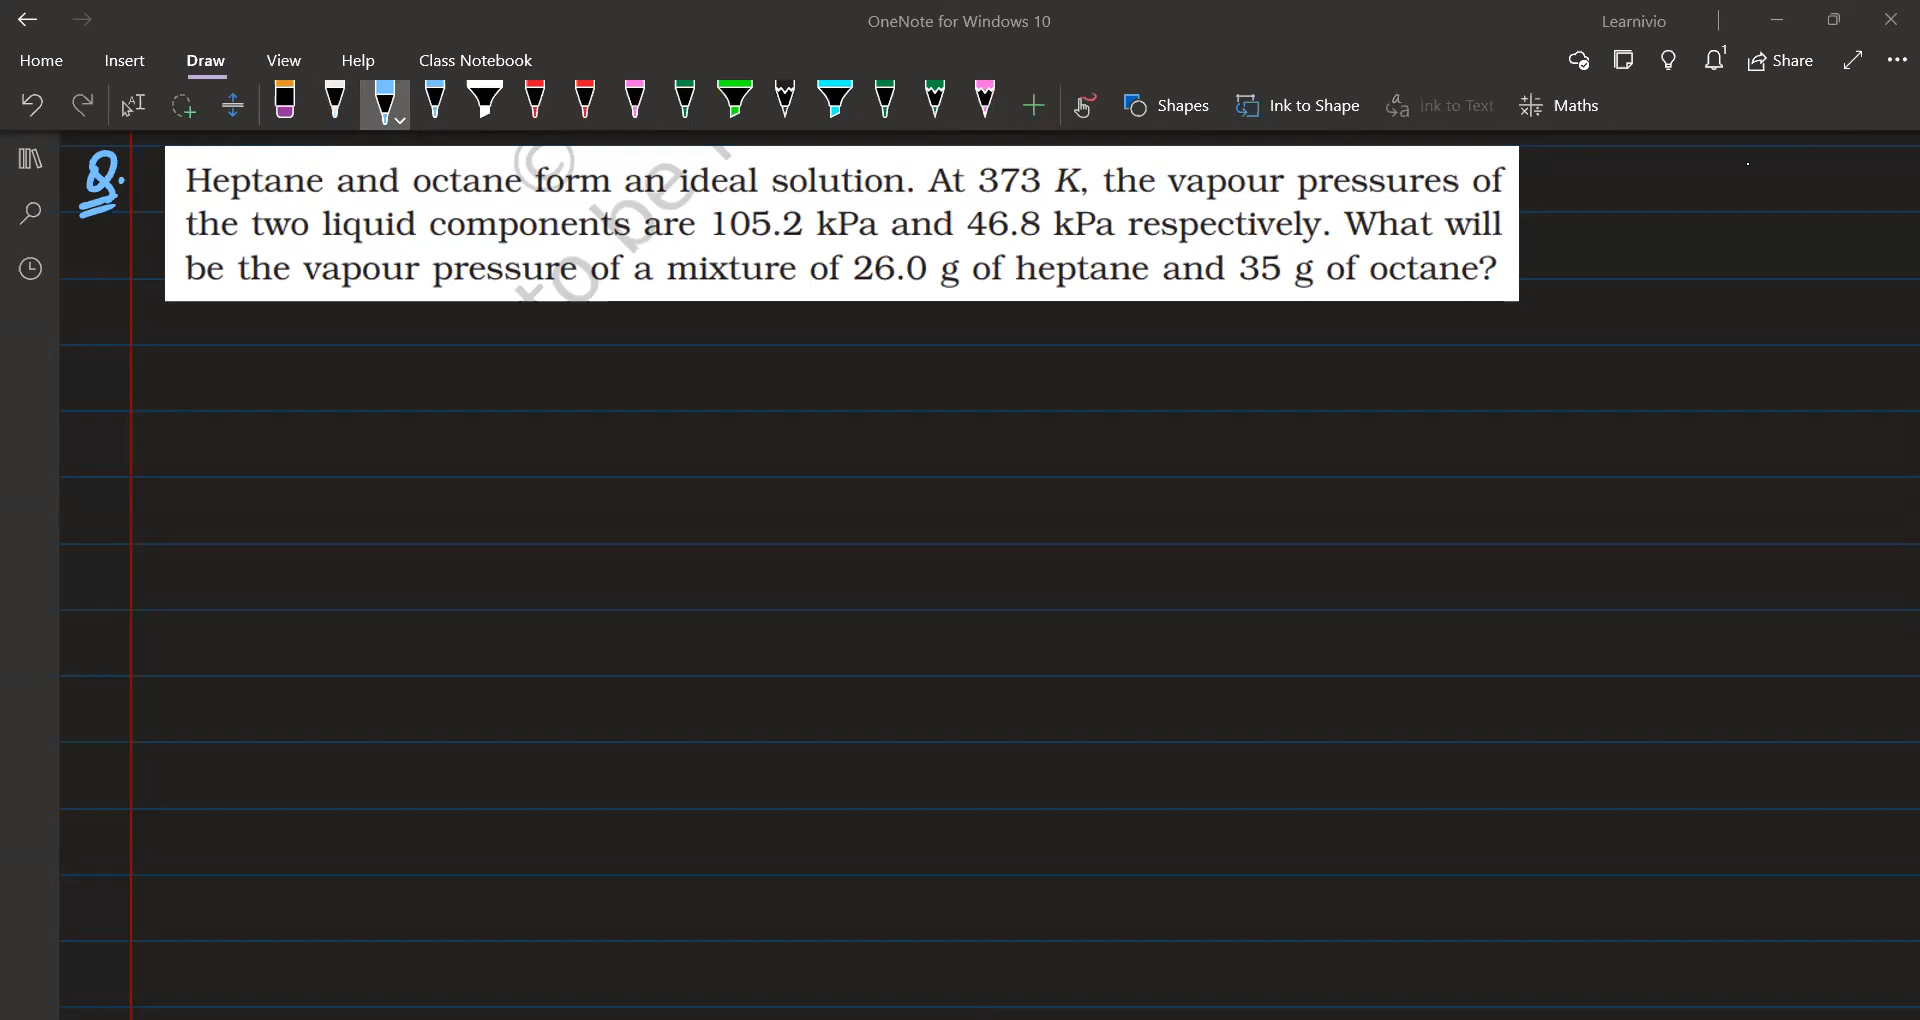 OneNote for Windows 10
Learnivio
Home Insert Draw View Help Class Notebook
1
Share
Shapes Ink to Shape Ink to Text Maths
Q.
Heptane and octane form an ideal solution. At 373 K, the vapour pressures of
the two liquid components are 105.2 kPa and 46.8 kPa respectively. What will
be the vapour pressure of a mixture of 26.0 g of heptane and 35 g of octane?
© be
to